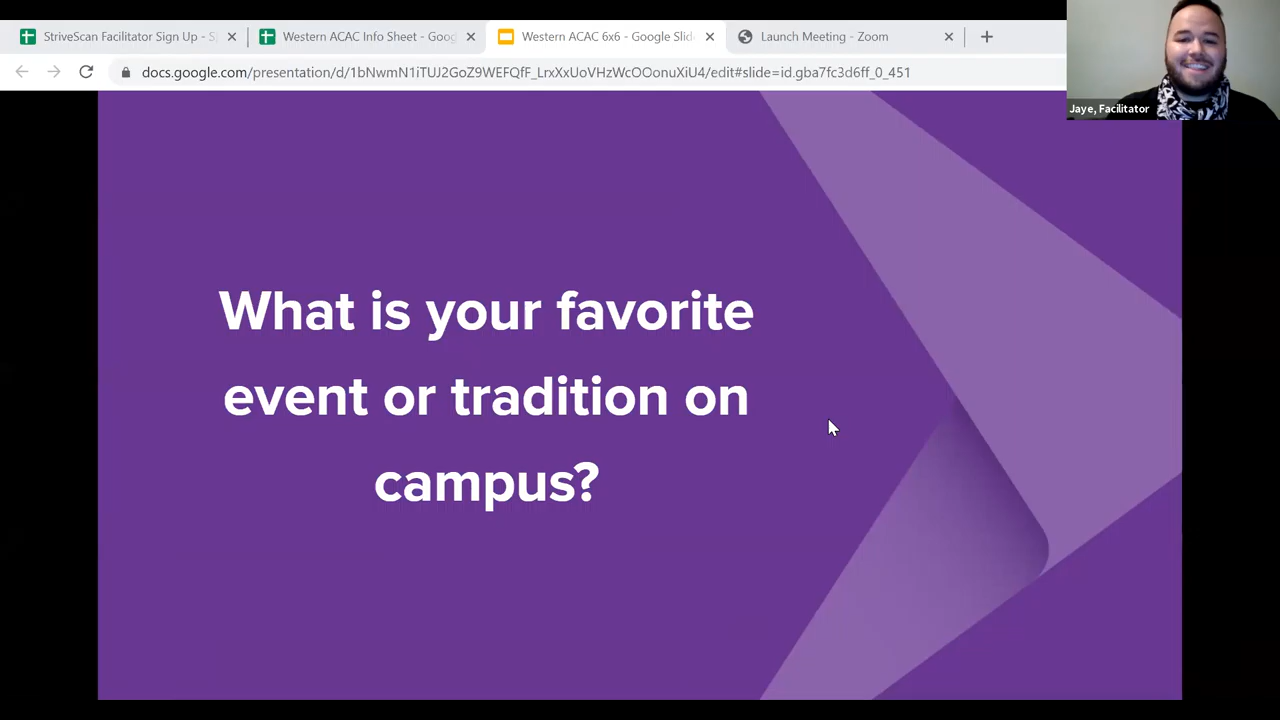 StriveScan Facilitator Sign Up - S
Western ACAC Info Sheet - Goog
Western ACAC 6x6 - Google Slid
Launch Meeting - Zoom
docs.google.com/presentation/d/1bNwmN1iTUJ2GoZ9WEFQfF_LrxXxUoVHzWcOOonuXiU4/edit#slide=id.gba7fc3d6ff_0_451
Jaye, Facilitator
What is your favorite
event or tradition on
campus?